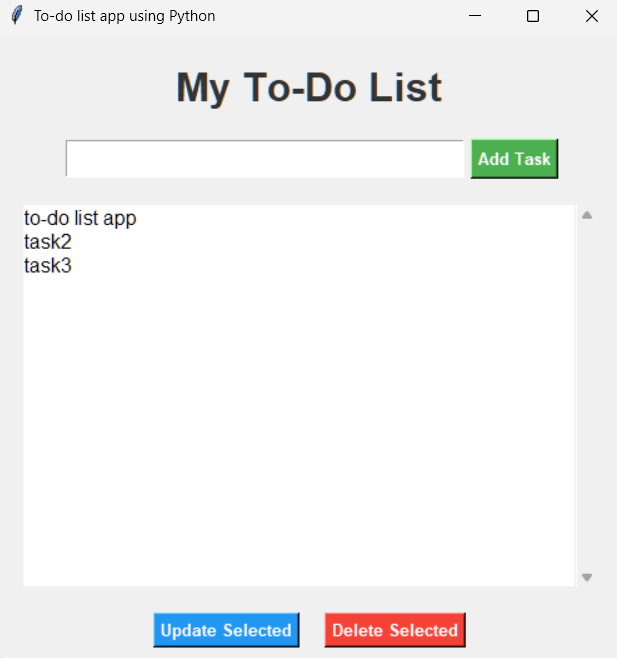 To-do list app using Python
My To-Do List
Add Task
to-do list app
task2
task3
Update Selected
Delete Selected